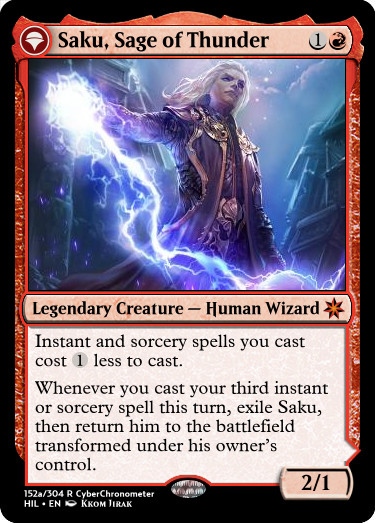 Saku, Sage of Thunder 1
Legendary Creature — Human Wizard
Instant and sorcery spells you cast
cost 1 less to cast.
Whenever you cast your third instant
or sorcery spell this turn, exile Saku,
then return him to the battlefield
transformed under his owner's
control.
2/1
152a/304 R CyberChronometer
HIL • EN Kkom Jirak